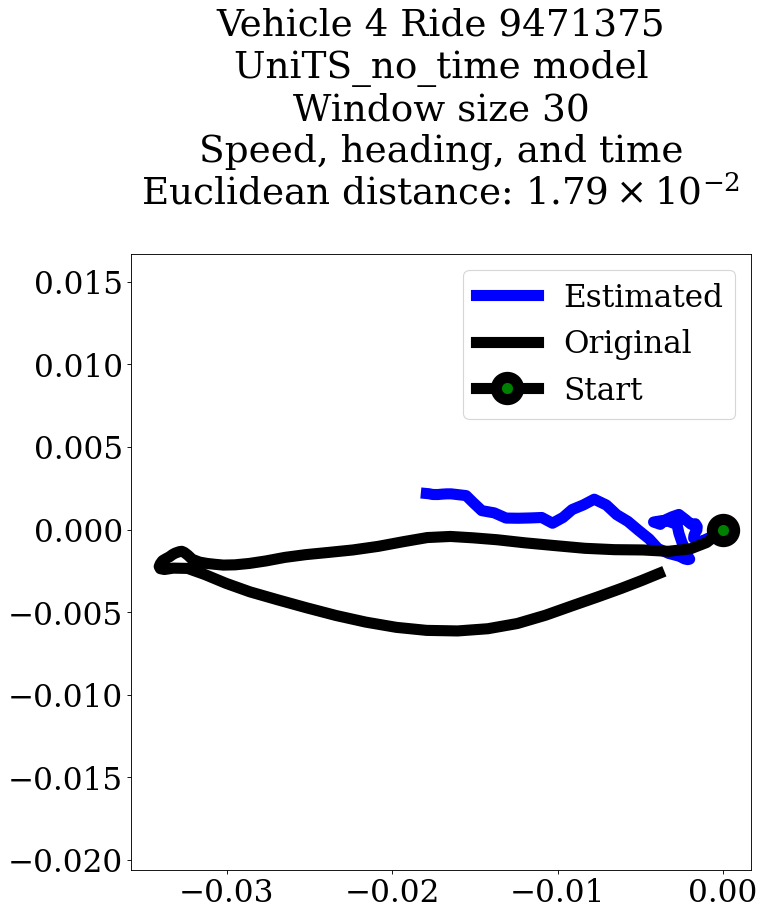 Vehicle 4 Ride 9471375
UniTS_no_time model
Window size 30
Speed, heading, and time
Euclidean distance: 1.79 × 10⁻²
Estimated
Original
Start
0.015
0.010
0.005
0.000
−0.005
−0.010
−0.015
−0.020
−0.03
−0.02
−0.01
0.00